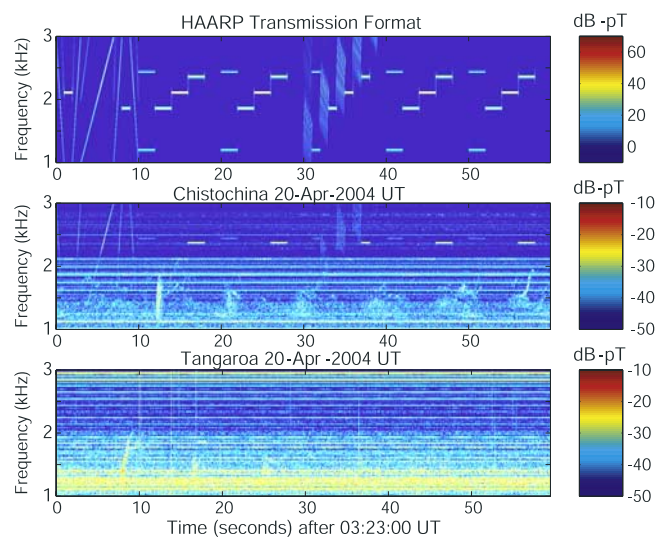 HAARP Transmission Format
dB -pT
Frequency (kHz)
3
2
1
10 20 30 40 50
60
40
20
0
Chistochina 20-Apr-2004 UT
dB-pT
Frequency (kHz)
3
2
1
10 20 30 40 50
-10
-20
-30
-40
-50
Tangaroa 20-Apr -2004 UT
dB -pT
Frequency (kHz)
3
2
1
0 10 20 30 40 50
-10
-20
-30
-40
-50
Time (seconds) after 03:23:00 UT